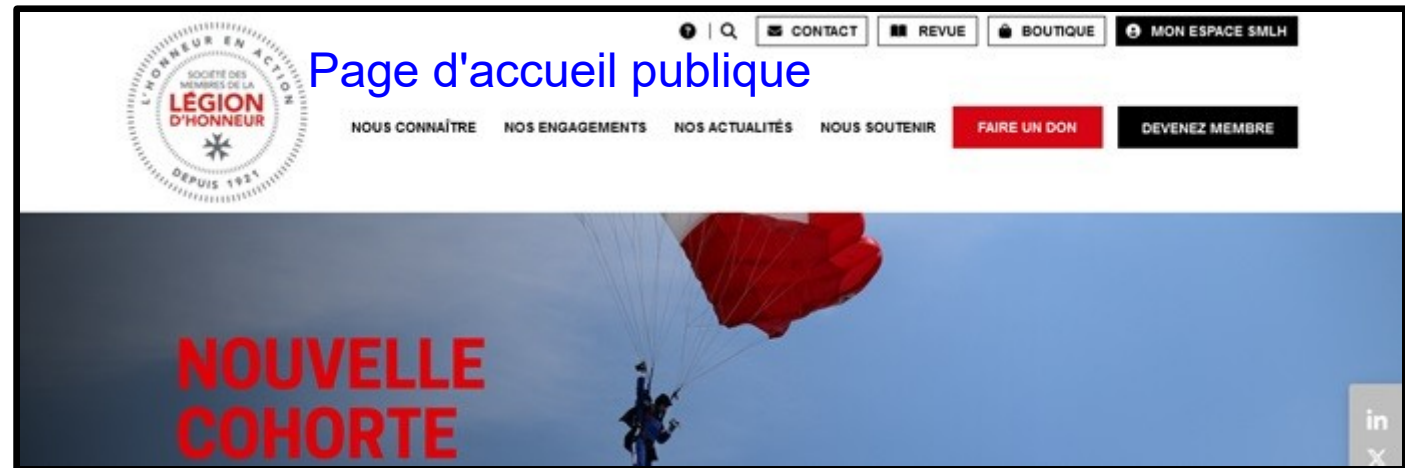 L'HONNEUR EN ACTION
SOCIÉTÉ DES
MEMBRES DE LA
LÉGION
D'HONNEUR
DEPUIS 1921
? | CONTACT REVUE BOUTIQUE MON ESPACE SMLH
Page d'accueil publique
NOUS CONNAÎTRE NOS ENGAGEMENTS NOS ACTUALITÉS NOUS SOUTENIR FAIRE UN DON DEVENEZ MEMBRE
NOUVELLE
COHORTE
in
X